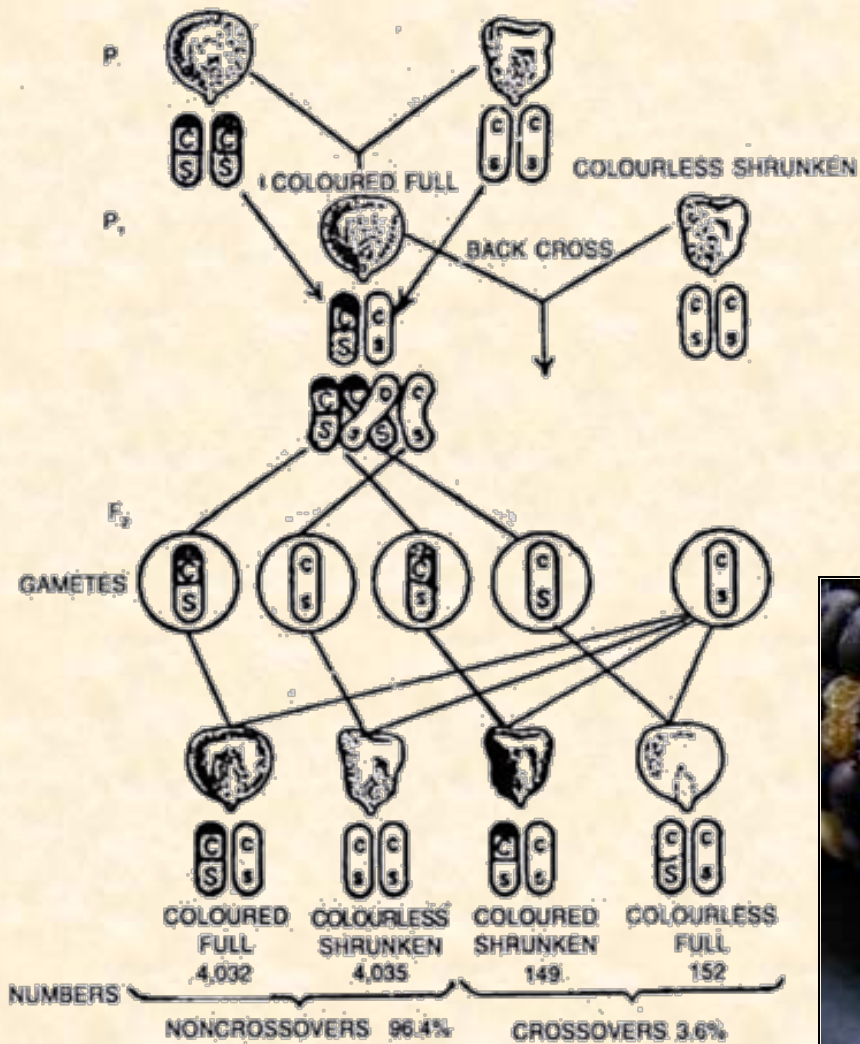 P
C C
S S
c c
s s
COLOURED FULL
COLOURLESS SHRUNKEN
P₁
BACK CROSS
C c
S s
c c
s s
C C c
S s S s
F₂
GAMETES
C c C c c
S s s S s
C c c c C c c c
S s s s s S s
COLOURED FULL 4,032
COLOURLESS SHRUNKEN 4,035
COLOURED SHRUNKEN 149
COLOURLESS FULL 152
NUMBERS
NONCROSSOVERS 96.4%
CROSSOVERS 3.6%